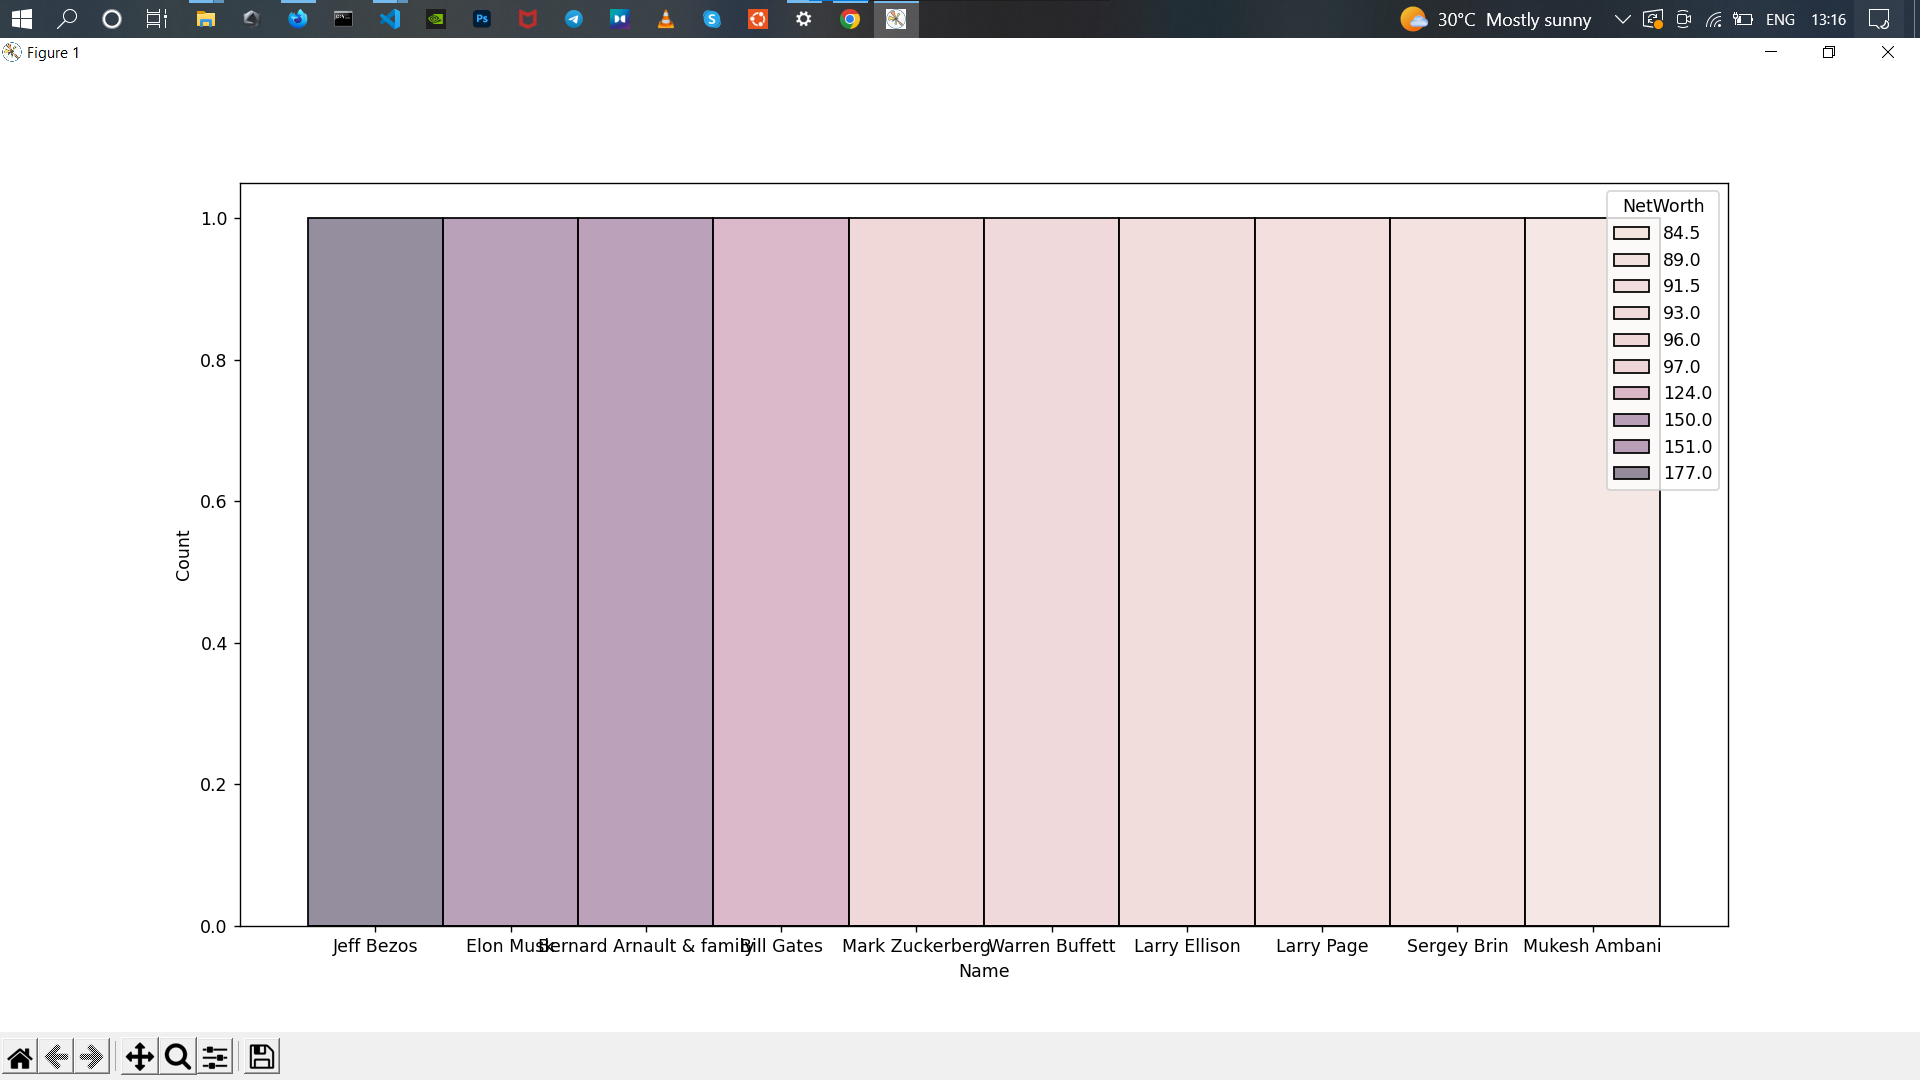 30°C Mostly sunny
ENG
13:16
Ps
Figure 1
NetWorth
84.5
89.0
91.5
93.0
96.0
97.0
124.0
150.0
151.0
177.0
1.0
0.8
0.6
0.4
0.2
0.0
Count
Jeff Bezos Elon Musk Bernard Arnault & family Bill Gates Mark Zuckerberg Warren Buffett Larry Ellison Larry Page Sergey Brin Mukesh Ambani
Name